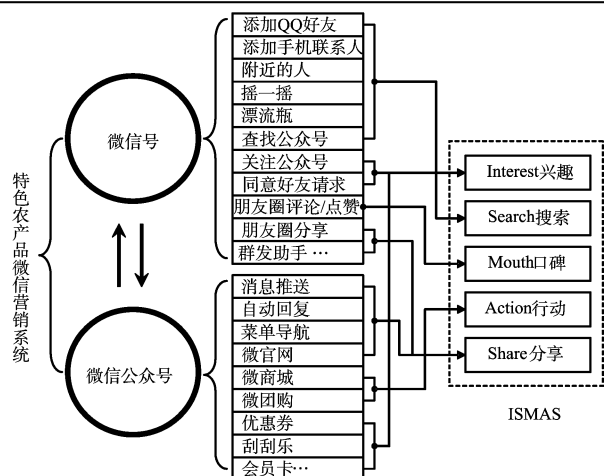 特色农产品微信营销系统
微信号
微信公众号
添加QQ好友
添加手机联系人
附近的人
摇一摇
漂流瓶
查找公众号
关注公众号
同意好友请求
朋友圈评论/点赞
朋友圈分享
群发助手…
消息推送
自动回复
菜单导航
微官网
微商城
微团购
优惠券
刮刮乐
会员卡…
Interest兴趣
Search搜索
Mouth口碑
Action行动
Share分享
ISMAS